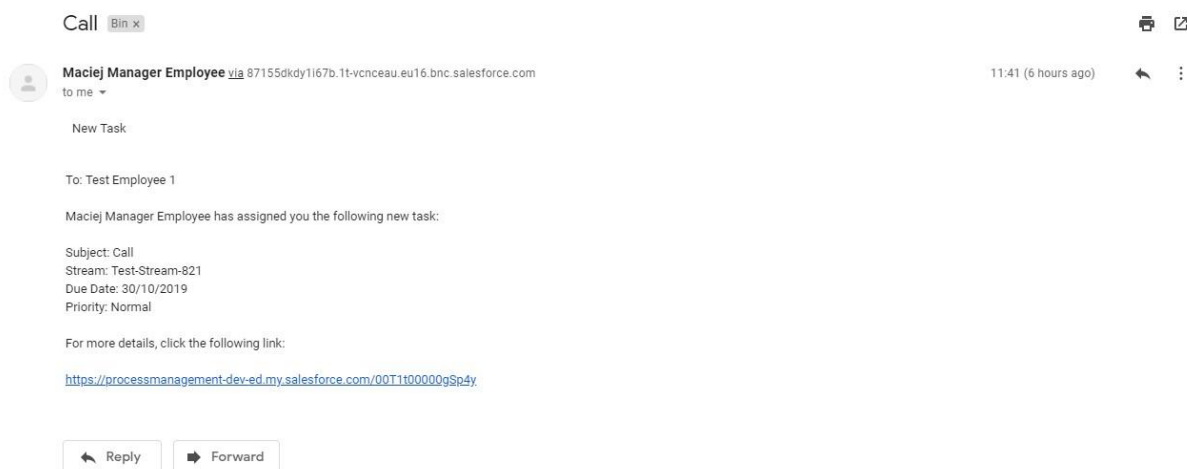 Call Bin x
Maciej Manager Employee via 87155dkdy1i67b.1t-vcnceau.eu16.bnc.salesforce.com 11:41 (6 hours ago)
to me
New Task
To: Test Employee 1
Maciej Manager Employee has assigned you the following new task:
Subject: Call
Stream: Test-Stream-821
Due Date: 30/10/2019
Priority: Normal
For more details, click the following link:
https://processmanagement-dev-ed.my.salesforce.com/00T1t00000gSp4y
Reply Forward